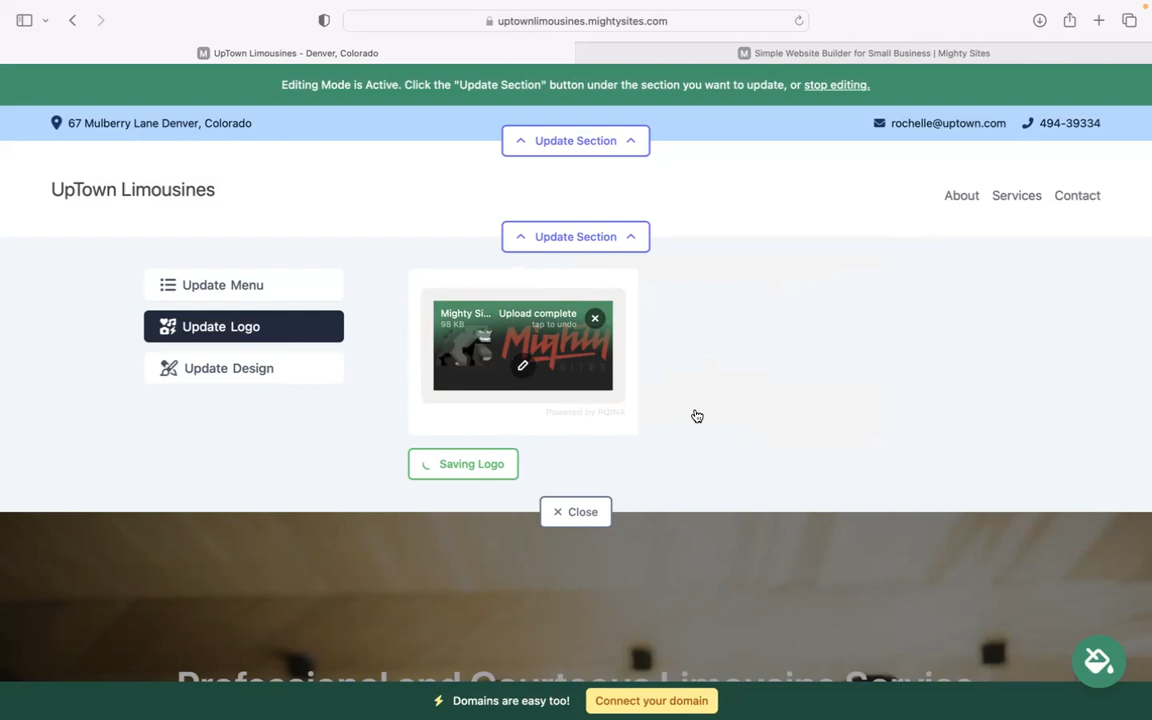 uptownlimousines.mightysites.com
M UpTown Limousines - Denver, Colorado
M Simple Website Builder for Small Business | Mighty Sites
Editing Mode is Active. Click the "Update Section" button under the section you want to update, or stop editing.
67 Mulberry Lane Denver, Colorado
rochelle@uptown.com 494-39334
Update Section
UpTown Limousines
About Services Contact
Update Section
Update Menu
Update Logo
Update Design
Mighty Si... Upload complete
98 KB tap to undo
Mighty
SITES
Powered by PQINA
Saving Logo
× Close
Professional and Courteous Limousine Service
Domains are easy too! Connect your domain